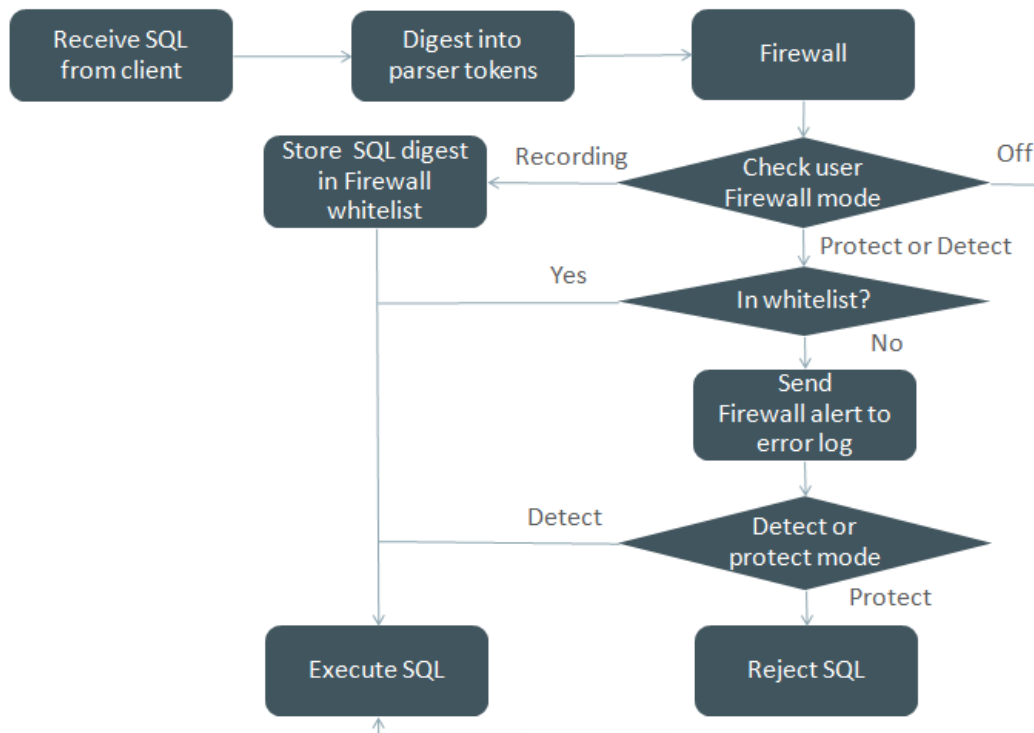 Receive SQL
from client
Digest into
parser tokens
Firewall
Store SQL digest
in Firewall
whitelist
Recording
Check user
Firewall mode
Off
Protect or Detect
Yes
In whitelist?
No
Send
Firewall alert to
error log
Detect
Detect or
protect mode
Protect
Execute SQL
Reject SQL